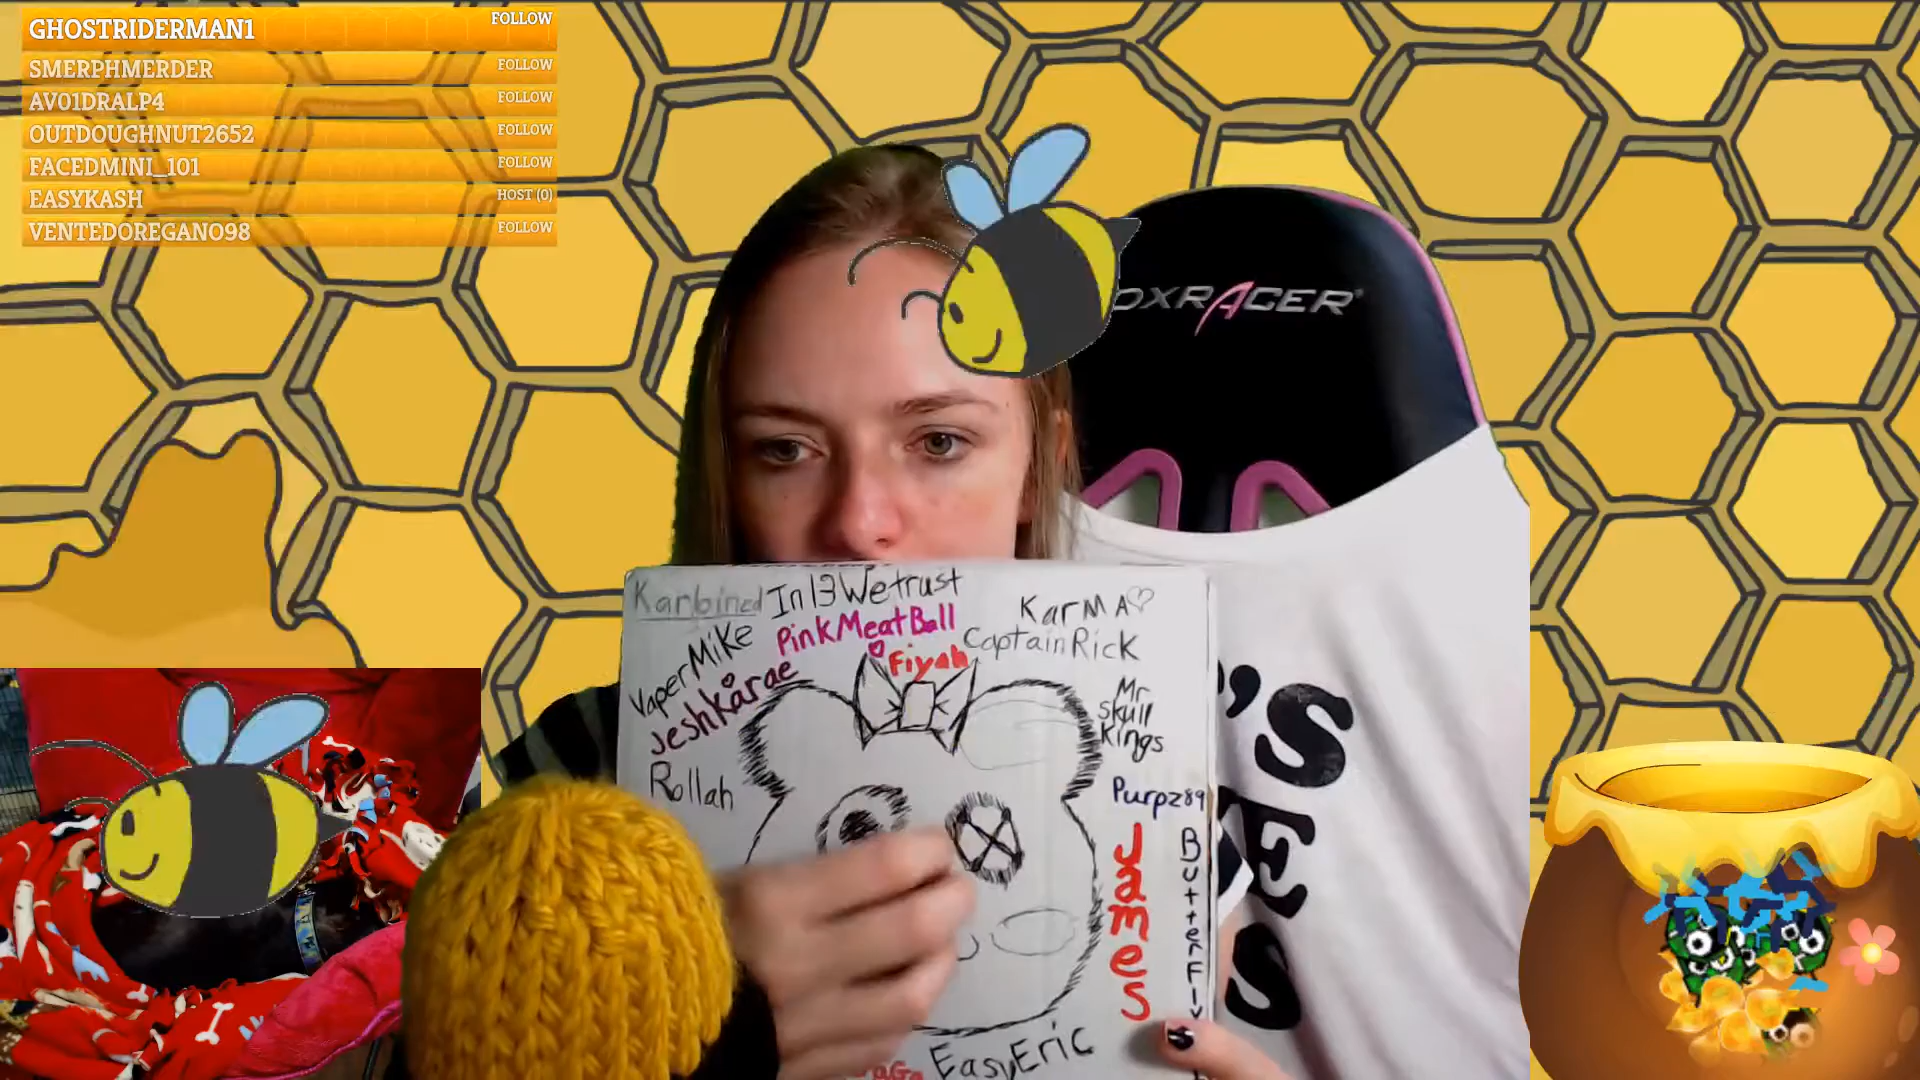 GHOSTRIDERMAN1 FOLLOW
SMERPHMERDER FOLLOW
AV01DRALP4 FOLLOW
OUTDOUGHNUT2652 FOLLOW
FACEDMINI_101 FOLLOW
EASYKASH HOST (0)
VENTEDOREGANO98 FOLLOW
DXRACER
Karbined
In13Wetrust
KarMA
VaperMike
PinkMeatBall
CaptainRick
Fiyah
JeshKarae
Mr
Skull
Kings
Rollah
Purpz89
James
ButterFly
EasyEric